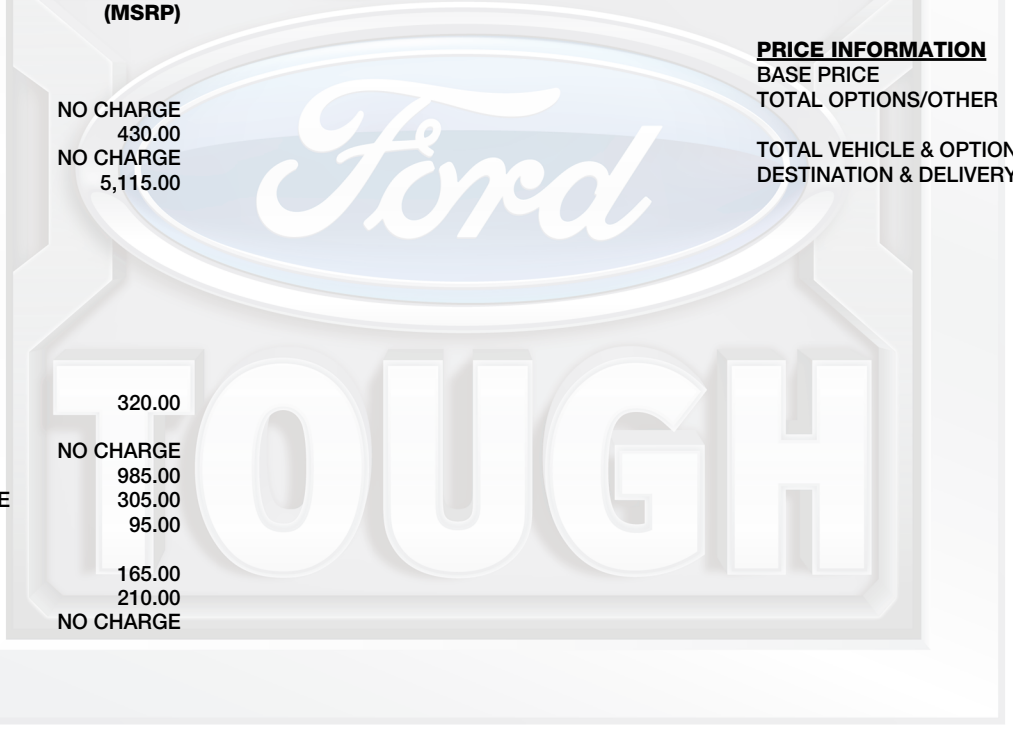 (MSRP)
NO CHARGE
430.00
NO CHARGE
5,115.00
320.00
NO CHARGE
985.00
E 305.00
95.00
165.00
210.00
NO CHARGE
PRICE INFORMATION
BASE PRICE
TOTAL OPTIONS/OTHER
TOTAL VEHICLE & OPTION
DESTINATION & DELIVERY
Ford
TOUGH